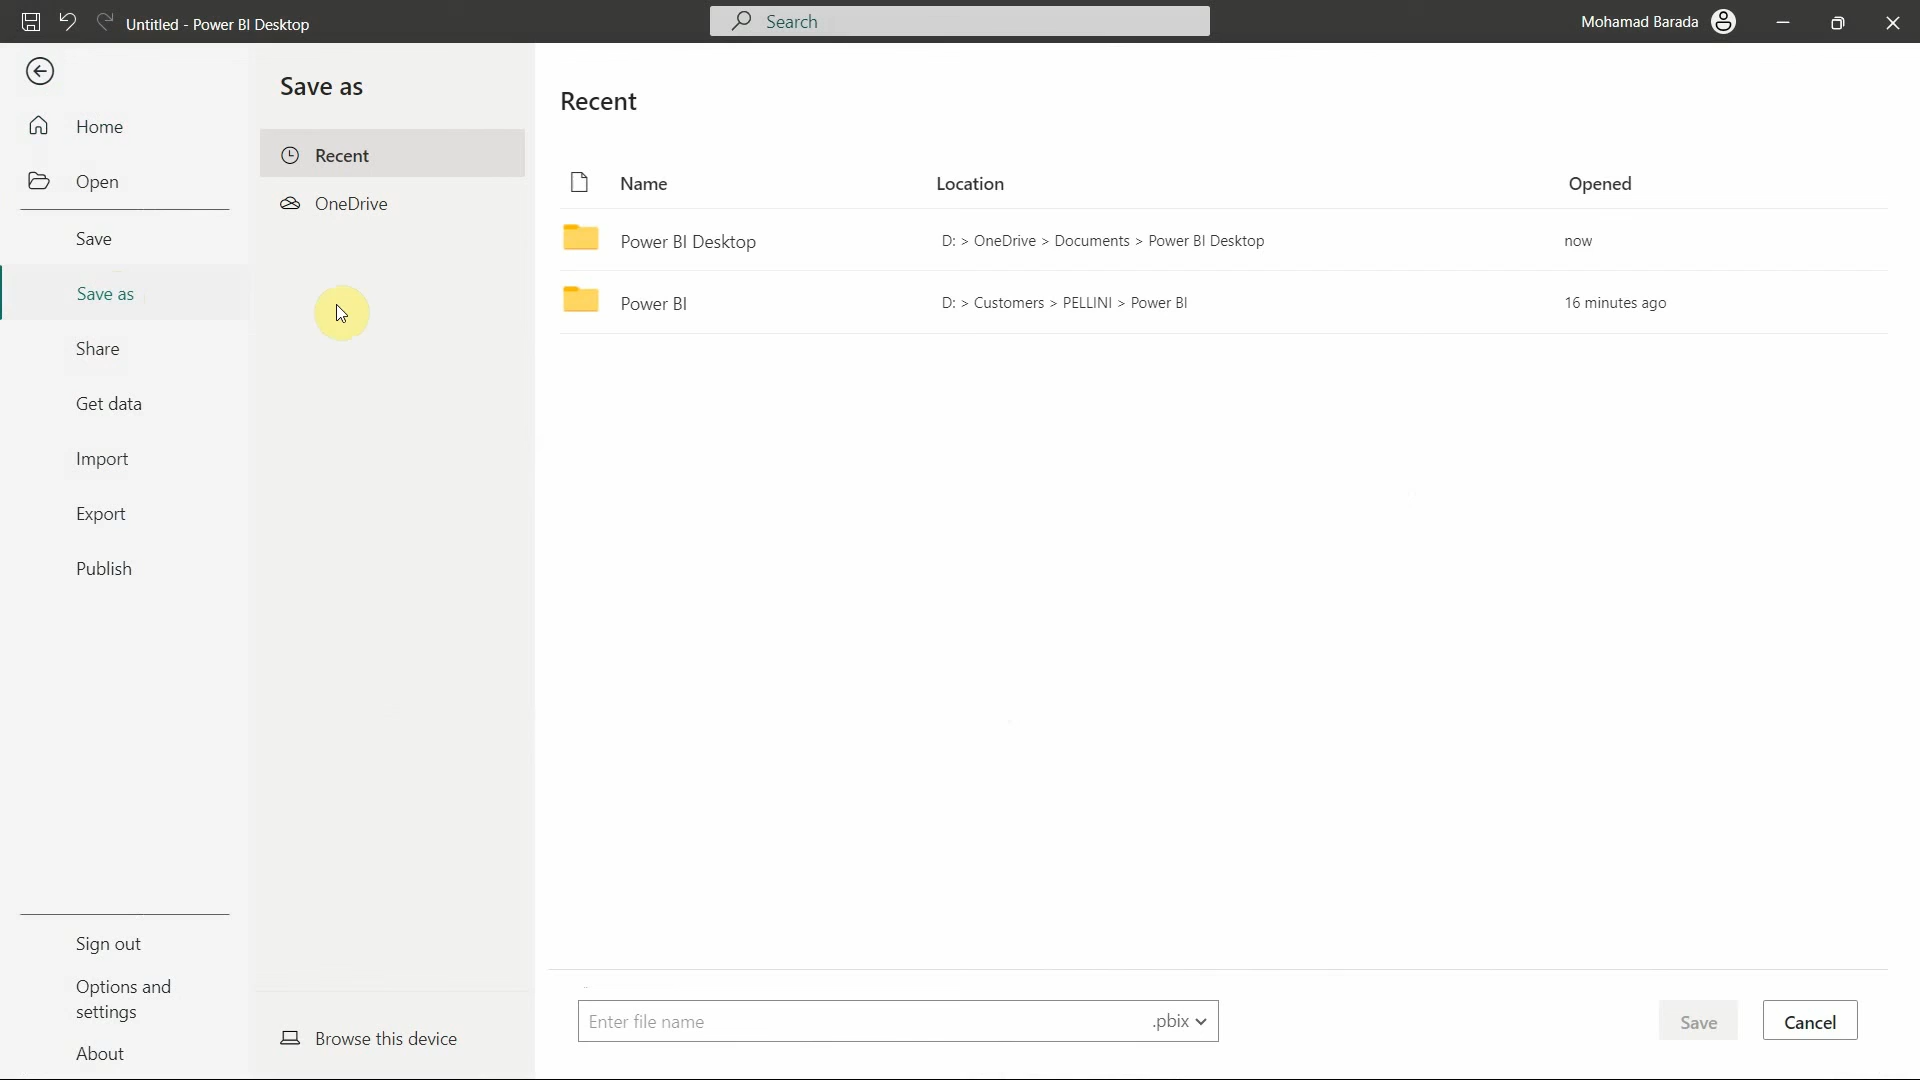 Untitled - Power BI Desktop
Search
Mohamad Barada
Home
Open
Save
Save as
Share
Get data
Import
Export
Publish
Sign out
Options and
settings
About
Save as
Recent
OneDrive
Browse this device
Recent
Name Location Opened
Power BI Desktop D: > OneDrive > Documents > Power BI Desktop now
Power BI D: > Customers > PELLINI > Power BI 16 minutes ago
Enter file name .pbix
Save Cancel